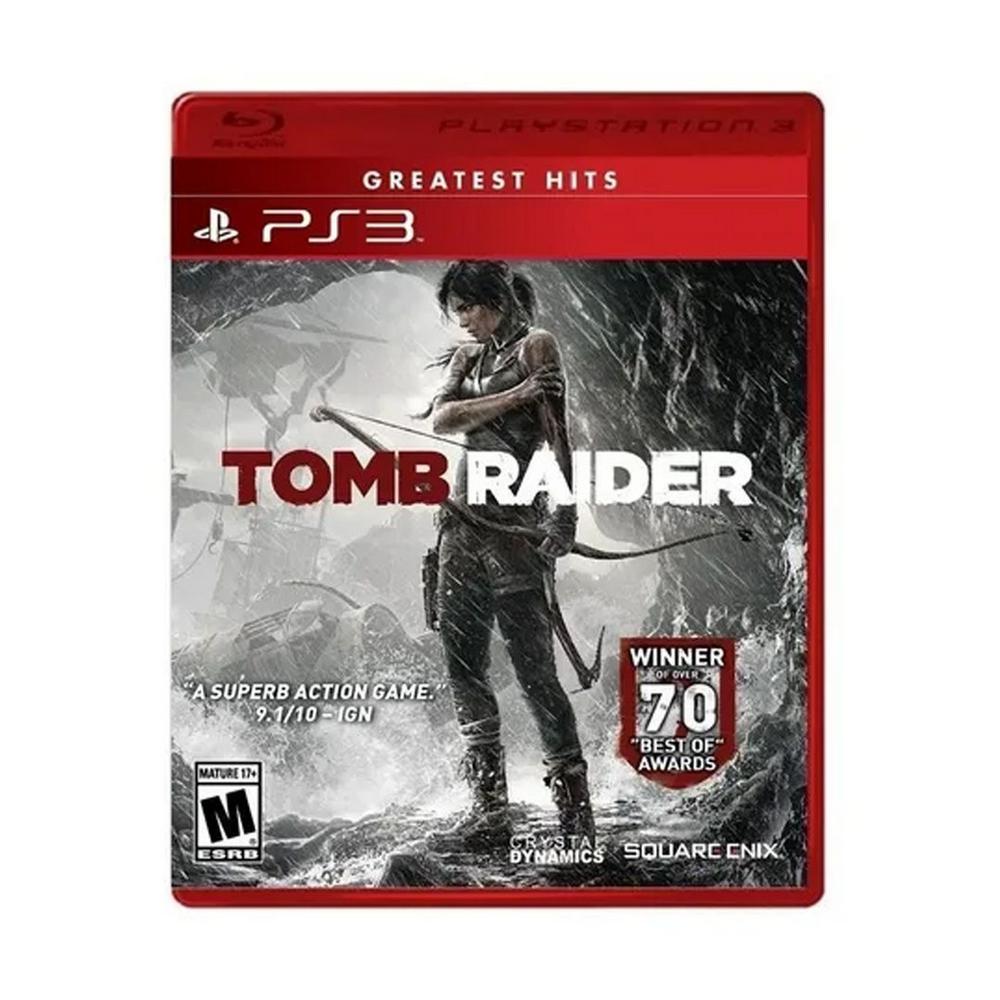 Blu-ray Disc
PLAYSTATION 3
GREATEST HITS
PS3™
TOMB RAIDER
"A SUPERB ACTION GAME."
9.1/10 – IGN
WINNER
OF OVER
70
"BEST OF"
AWARDS
MATURE 17+
M
ESRB
CRYSTAL
DYNAMICS
SQUARE ENIX